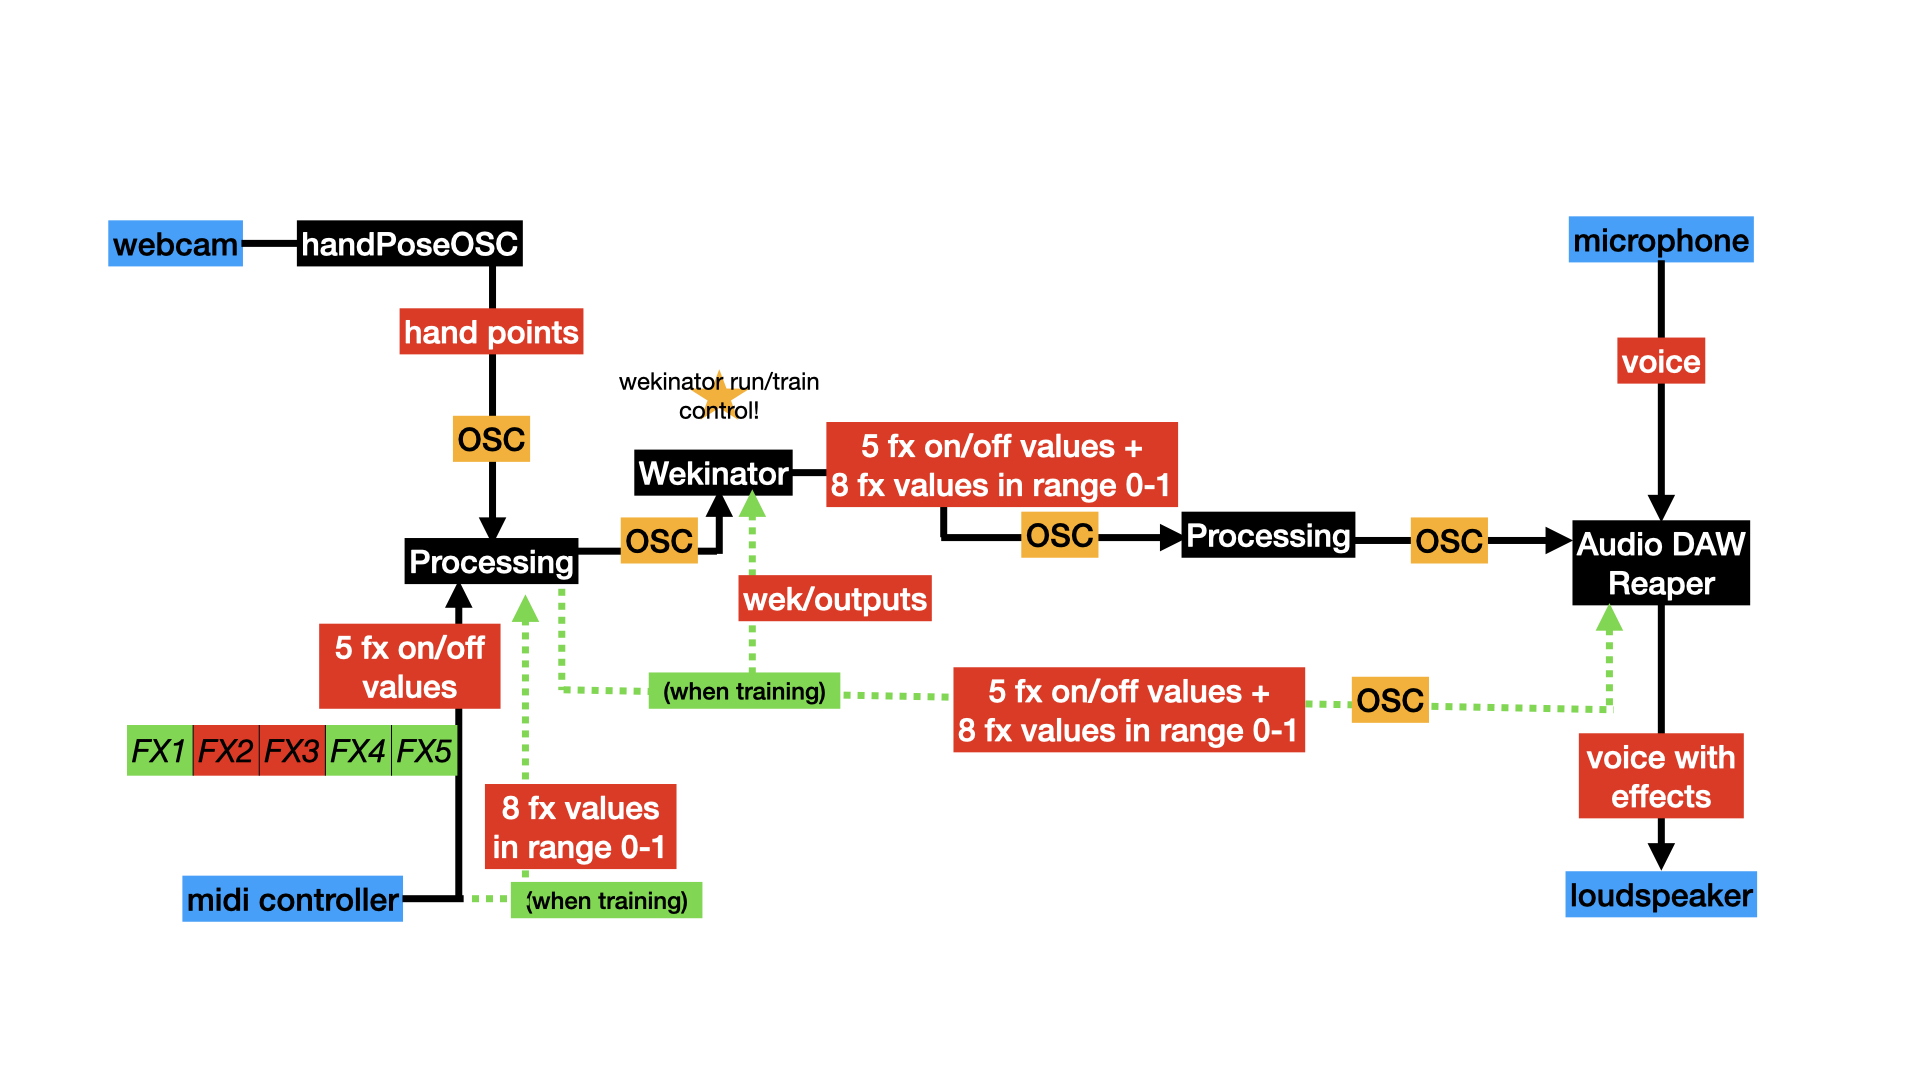 webcam
handPoseOSC
microphone
hand points
voice
wekinator run/train
control!
OSC
Wekinator
5 fx on/off values +
8 fx values in range 0-1
Processing
OSC
OSC
Processing
OSC
Audio DAW
Reaper
wek/outputs
5 fx on/off
values
(when training)
5 fx on/off values +
8 fx values in range 0-1
OSC
FX1 FX2 FX3 FX4 FX5
voice with
effects
8 fx values
in range 0-1
midi controller
(when training)
loudspeaker